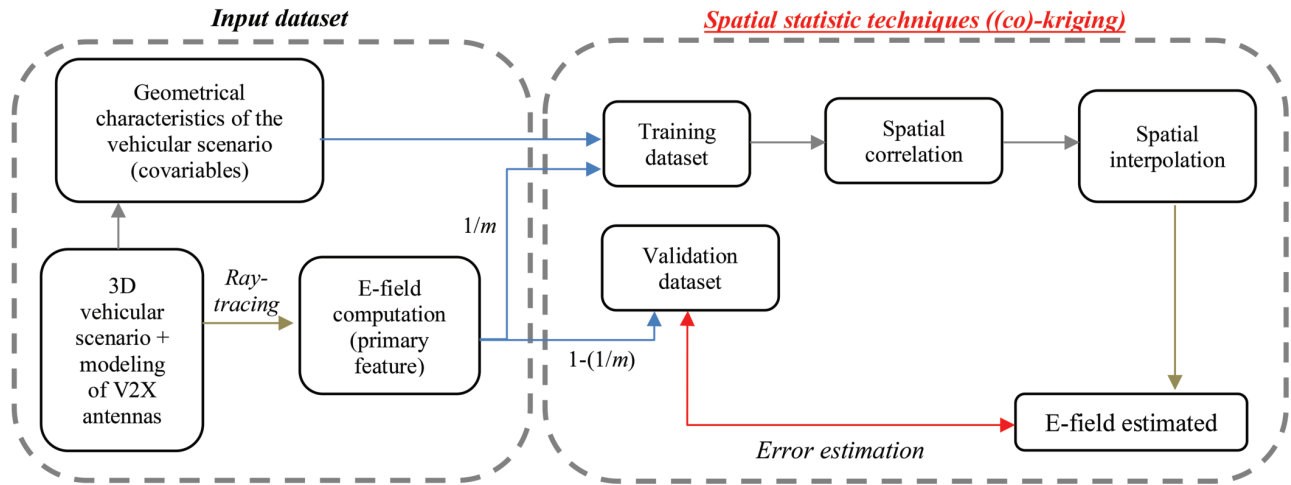 Input dataset
Spatial statistic techniques ((co)-kriging)
Geometrical
characteristics of the
vehicular scenario
(covariables)
Training
dataset
Spatial
correlation
Spatial
interpolation
1/m
3D
vehicular
scenario +
modeling
of V2X
antennas
Ray-
tracing
E-field
computation
(primary
feature)
Validation
dataset
1-(1/m)
E-field estimated
Error estimation